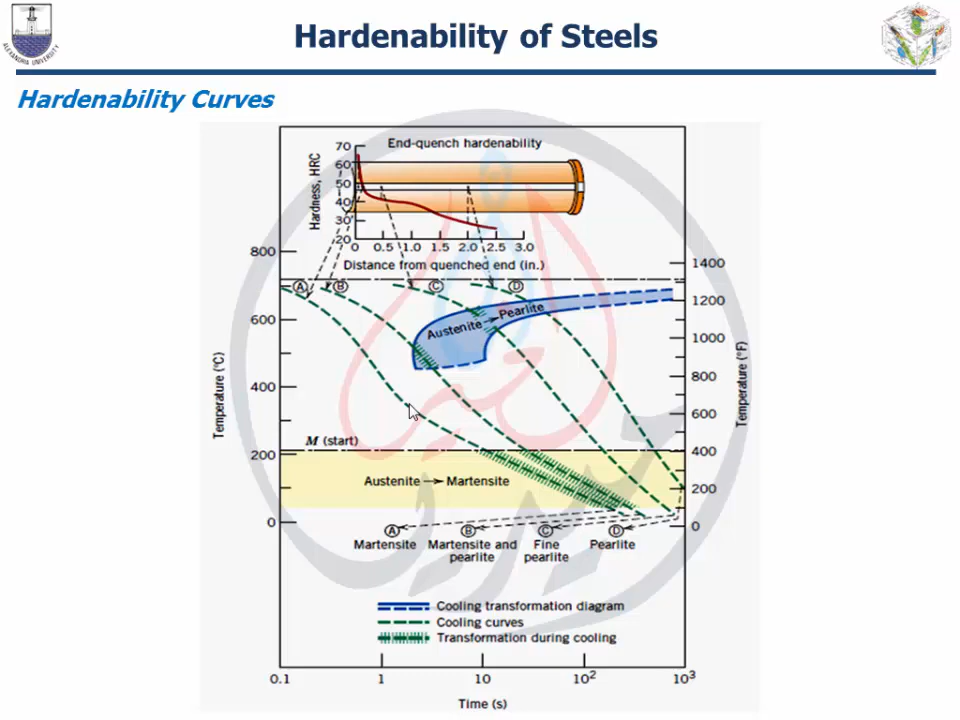 Hardenability of Steels
ALEXANDRIA UNIVERSITY
Hardenability Curves
End-quench hardenability
Hardness, HRC
70
60
50
40
30
20
0 0.5 1.0 1.5 2.0 2.5 3.0
Distance from quenched end (in.)
A B C D
800
600
400
200
0
Temperature (°C)
1400
1200
1000
800
600
400
200
0
Temperature (°F)
Austenite → Pearlite
M (start)
Austenite → Martensite
A B C D
Martensite
Martensite and
pearlite
Fine
pearlite
Pearlite
Cooling transformation diagram
Cooling curves
Transformation during cooling
0.1 1 10 10² 10³
Time (s)